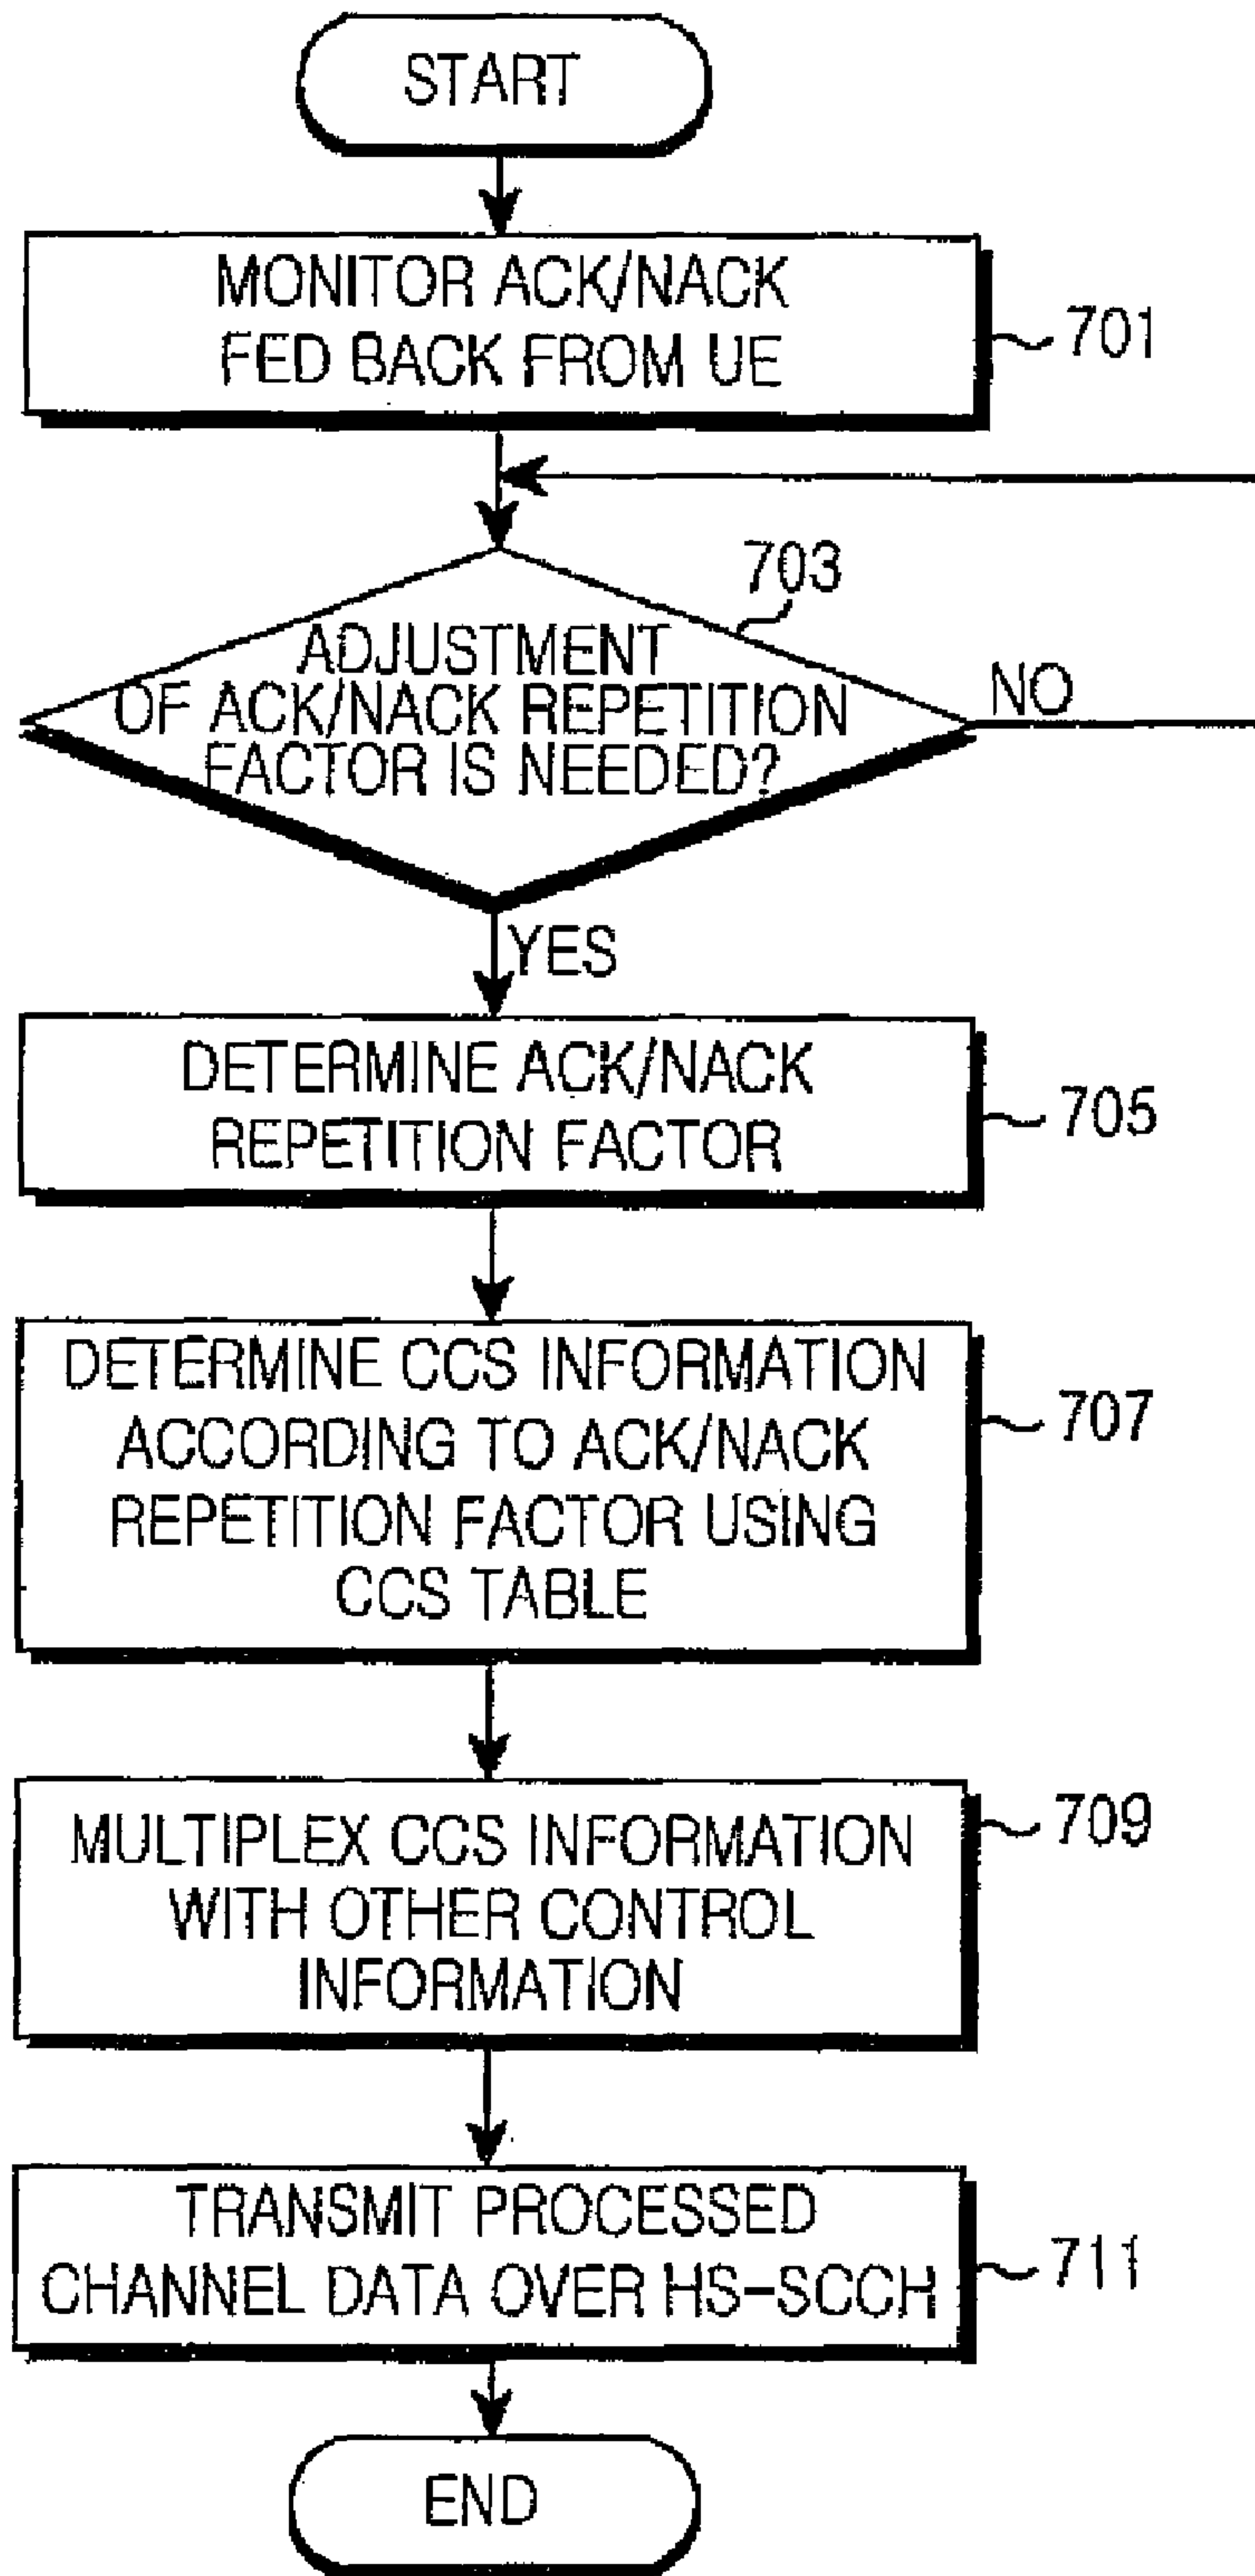 START
MONITOR ACK/NACK
FED BACK FROM UE
701
703
ADJUSTMENT
OF ACK/NACK REPETITION
FACTOR IS NEEDED?
NO
YES
DETERMINE ACK/NACK
REPETITION FACTOR
705
DETERMINE CCS INFORMATION
ACCORDING TO ACK/NACK
REPETITION FACTOR USING
CCS TABLE
707
MULTIPLEX CCS INFORMATION
WITH OTHER CONTROL
INFORMATION
709
TRANSMIT PROCESSED
CHANNEL DATA OVER HS-SCCH
711
END